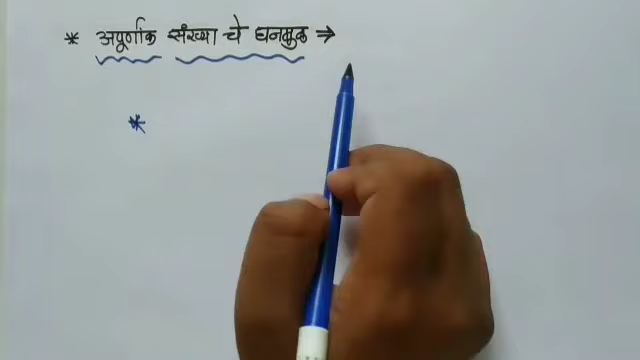 * अपूर्णांक संख्या चे घनमुळ ⇒
*